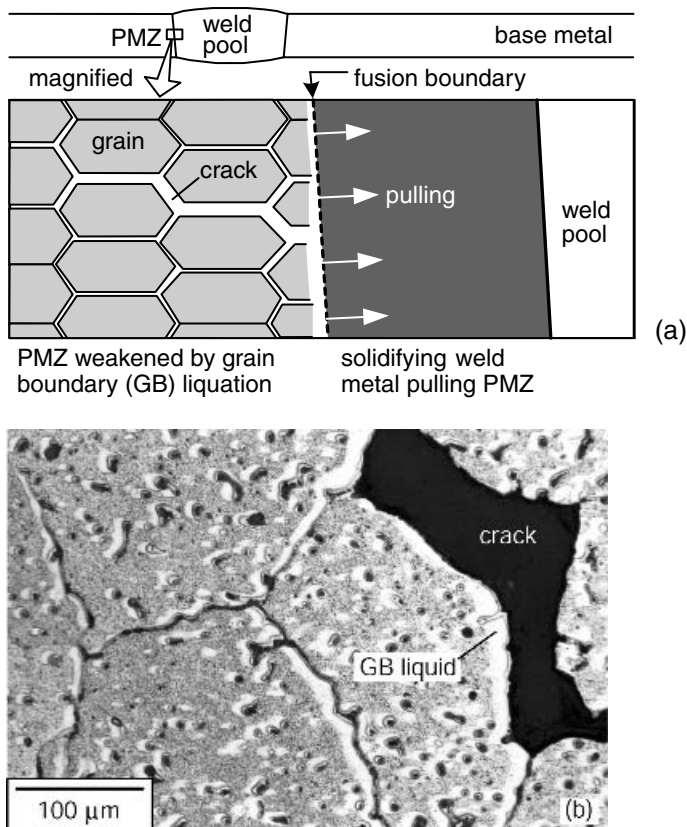 PMZ
weld
pool
base metal
magnified
fusion boundary
grain
crack
pulling
weld
pool
(a)
PMZ weakened by grain
boundary (GB) liquation
solidifying weld
metal pulling PMZ
crack
GB liquid
100 μm
(b)